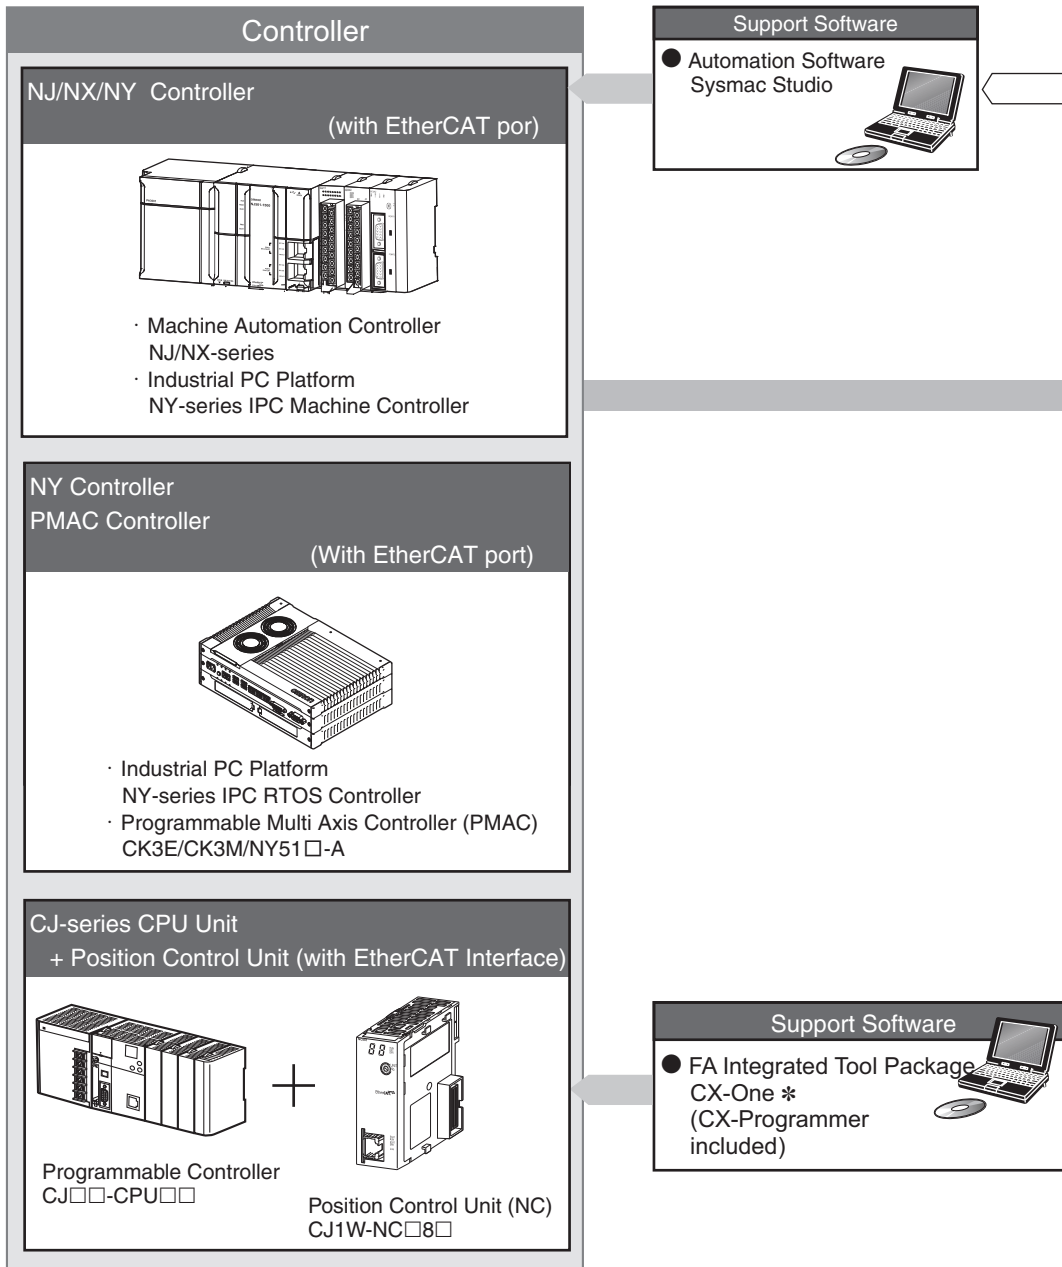 Controller
NJ/NX/NY Controller
(with EtherCAT por)
· Machine Automation Controller
NJ/NX-series
· Industrial PC Platform
NY-series IPC Machine Controller
NY Controller
PMAC Controller
(With EtherCAT port)
· Industrial PC Platform
NY-series IPC RTOS Controller
· Programmable Multi Axis Controller (PMAC)
CK3E/CK3M/NY51□-A
CJ-series CPU Unit
+ Position Control Unit (with EtherCAT Interface)
Programmable Controller
CJ□□-CPU□□
Position Control Unit (NC)
CJ1W-NC□8□
Support Software
● Automation Software
Sysmac Studio
Support Software
● FA Integrated Tool Package
CX-One *
(CX-Programmer
included)